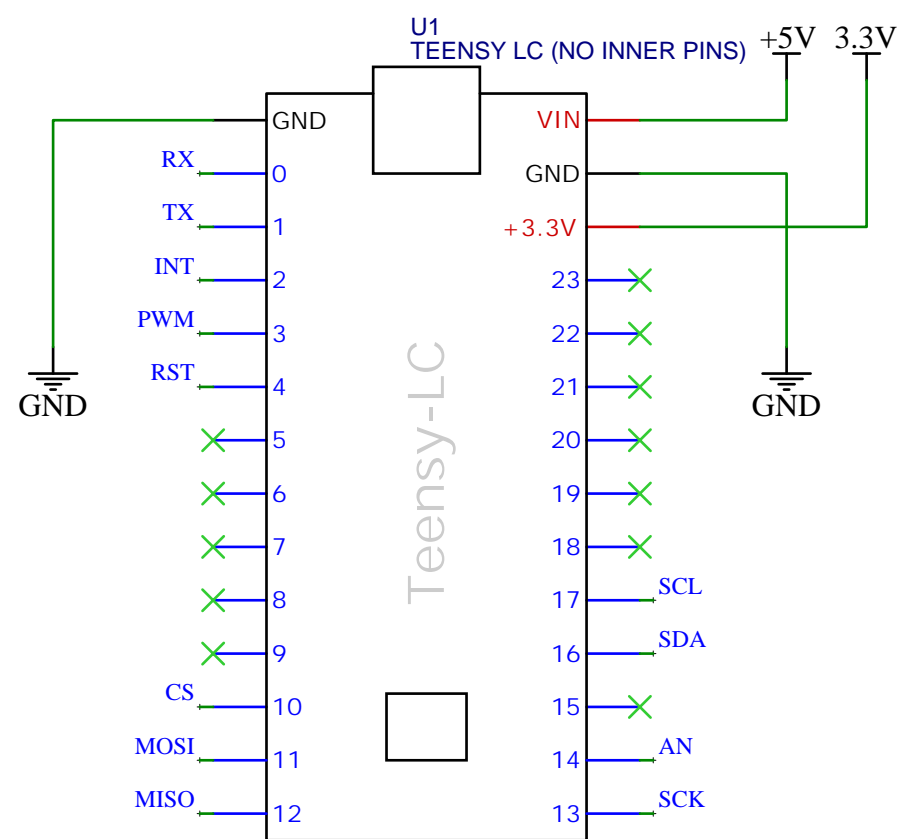 U1
TEENSY LC (NO INNER PINS)
+5V 3.3V
GND VIN
RX 0 GND
TX 1 +3.3V
INT 2 23
PWM 3 22
RST 4 21
GND GND
5 20
6 19
7 18
8 17 SCL
9 16 SDA
CS 10 15
MOSI 11 14 AN
MISO 12 13 SCK
Teensy-LC